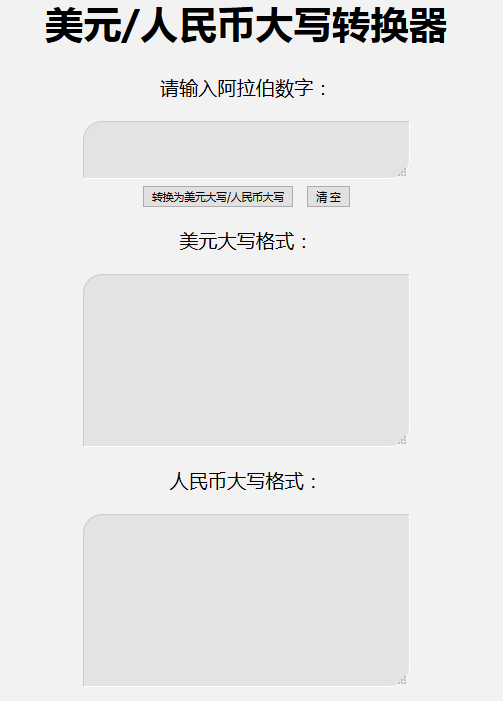 美元/人民币大写转换器
请输入阿拉伯数字：
转换为美元大写/人民币大写 清 空
美元大写格式：
人民币大写格式：